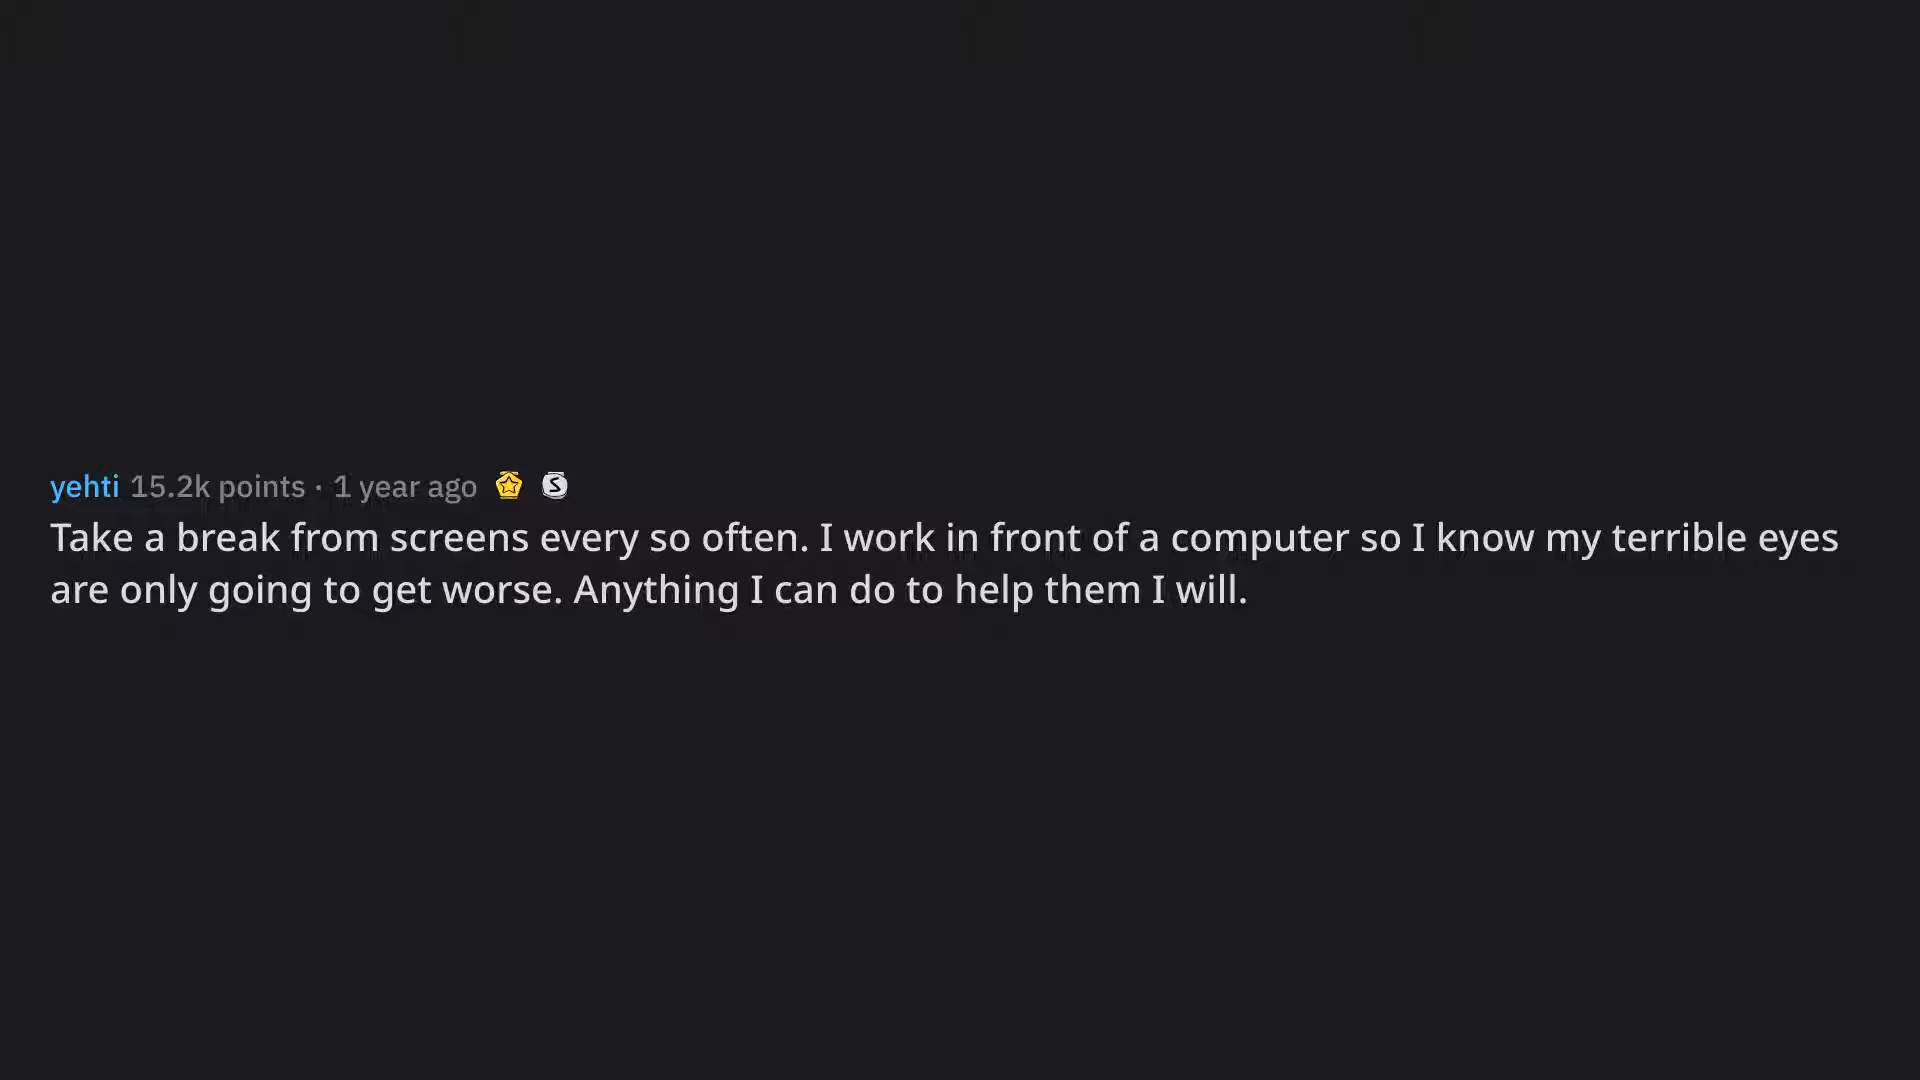 yehti 15.2k points · 1 year ago S
Take a break from screens every so often. I work in front of a computer so I know my terrible eyes
are only going to get worse. Anything I can do to help them I will.